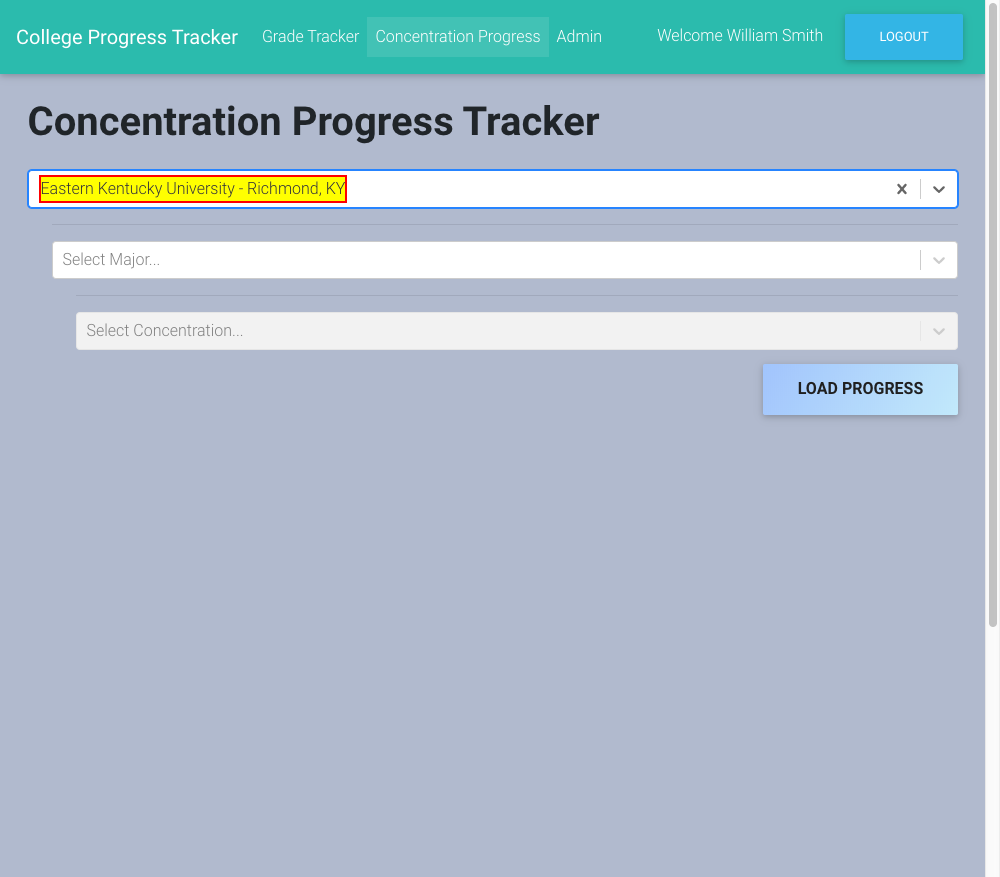 College Progress Tracker Grade Tracker Concentration Progress Admin Welcome William Smith LOGOUT
Concentration Progress Tracker
Eastern Kentucky University - Richmond, KY
Select Major...
Select Concentration...
LOAD PROGRESS